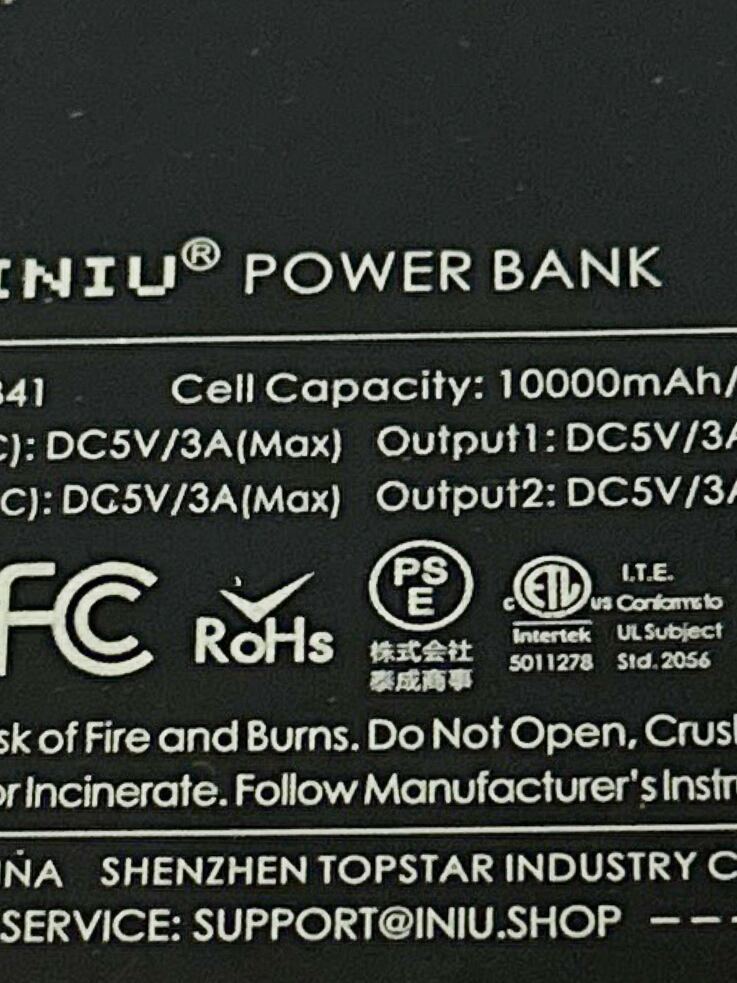 INIU® POWER BANK
341 Cell Capacity: 10000mAh/
C): DC5V/3A(Max) Output1: DC5V/3A
C): DC5V/3A(Max) Output2: DC5V/3A
FC RoHS PSE 株式会社 泰成商事 c ETL us Intertek 5011278 I.T.E. Conforms to UL Subject Std. 2056
sk of Fire and Burns. Do Not Open, Crush
or Incinerate. Follow Manufacturer's Instr
INA SHENZHEN TOPSTAR INDUSTRY C
SERVICE: SUPPORT@INIU.SHOP ---